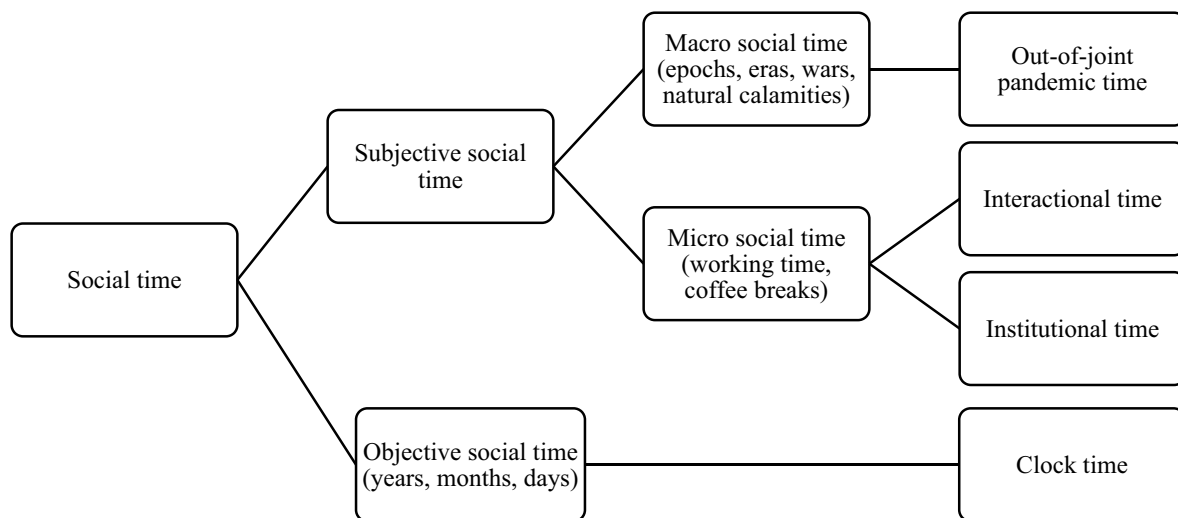 Social time
Subjective social
time
Objective social time
(years, months, days)
Macro social time
(epochs, eras, wars,
natural calamities)
Micro social time
(working time,
coffee breaks)
Out-of-joint
pandemic time
Interactional time
Institutional time
Clock time